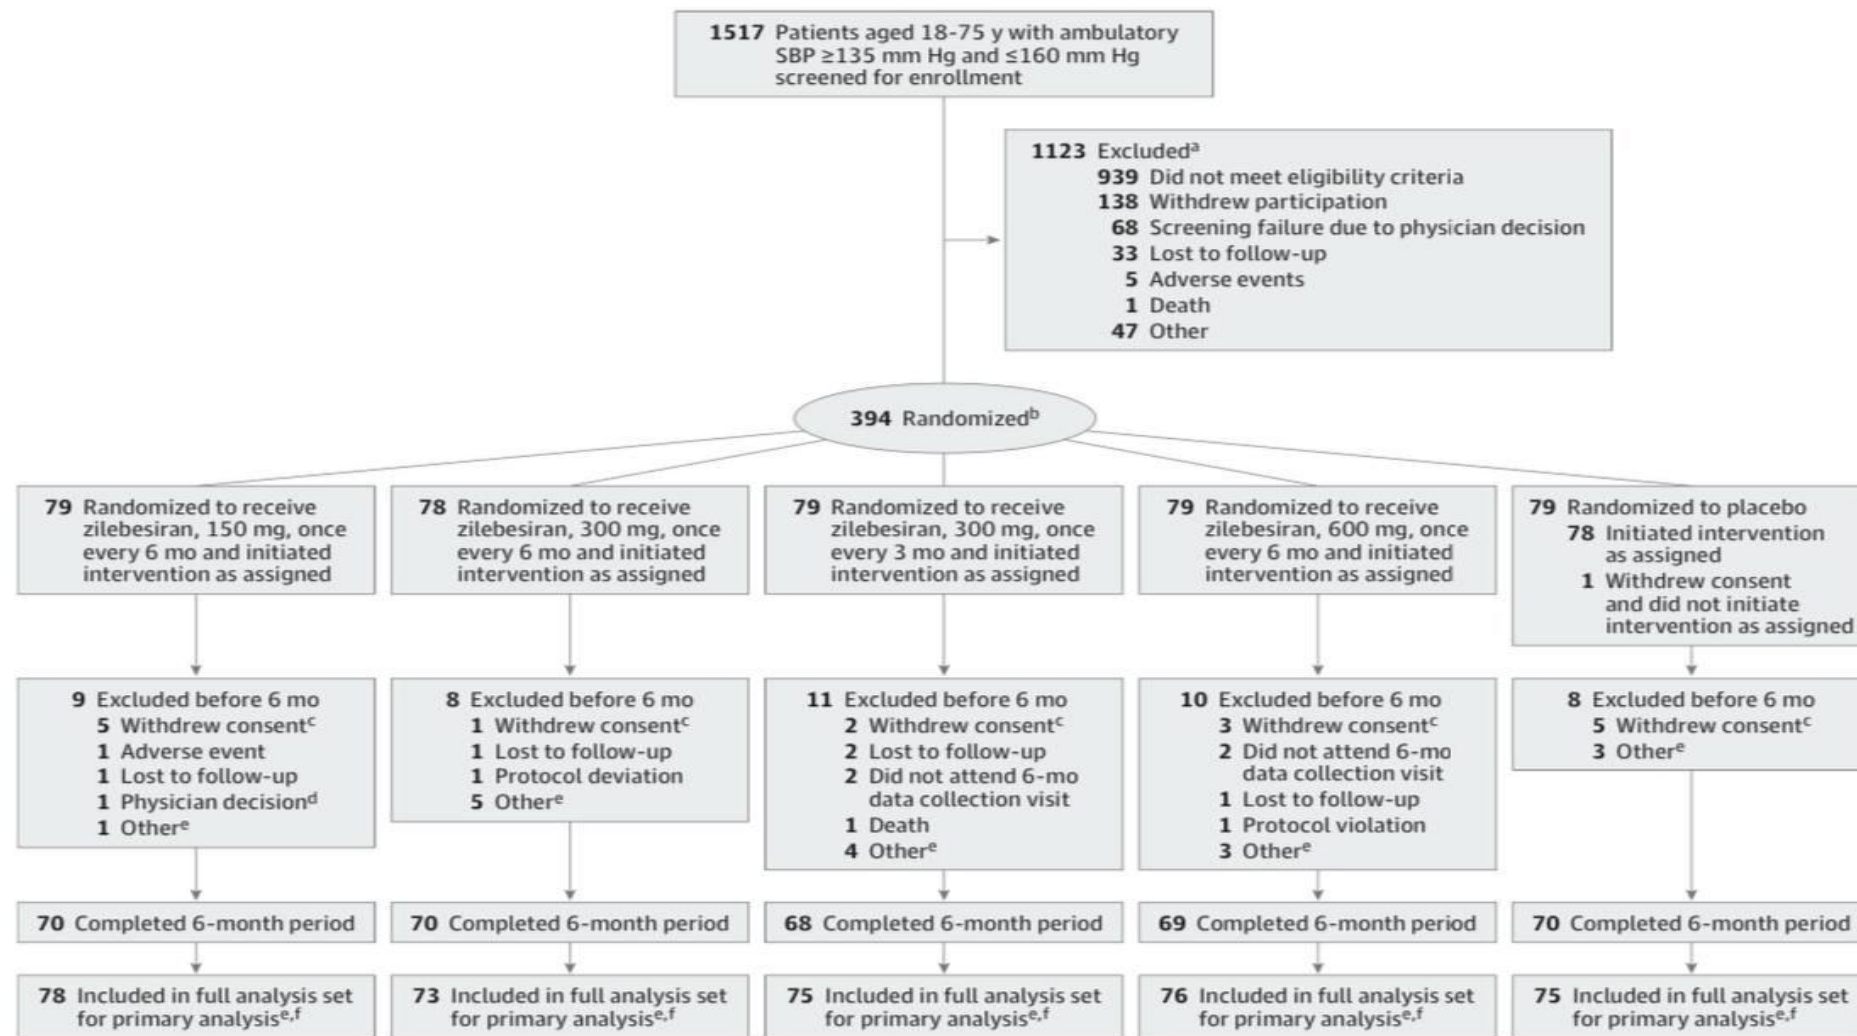 1517 Patients aged 18-75 y with ambulatory
SBP ≥135 mm Hg and ≤160 mm Hg
screened for enrollment
1123 Excludedᵃ
939 Did not meet eligibility criteria
138 Withdrew participation
68 Screening failure due to physician decision
33 Lost to follow-up
5 Adverse events
1 Death
47 Other
394 Randomizedᵇ
79 Randomized to receive
zilebesiran, 150 mg, once
every 6 mo and initiated
intervention as assigned
78 Randomized to receive
zilebesiran, 300 mg, once
every 6 mo and initiated
intervention as assigned
79 Randomized to receive
zilebesiran, 300 mg, once
every 3 mo and initiated
intervention as assigned
79 Randomized to receive
zilebesiran, 600 mg, once
every 6 mo and initiated
intervention as assigned
79 Randomized to placebo
78 Initiated intervention
as assigned
1 Withdrew consent
and did not initiate
intervention as assigned
9 Excluded before 6 mo
5 Withdrew consentᶜ
1 Adverse event
1 Lost to follow-up
1 Physician decisionᵈ
1 Otherᵉ
8 Excluded before 6 mo
1 Withdrew consentᶜ
1 Lost to follow-up
1 Protocol deviation
5 Otherᵉ
11 Excluded before 6 mo
2 Withdrew consentᶜ
2 Lost to follow-up
2 Did not attend 6-mo
data collection visit
1 Death
4 Otherᵉ
10 Excluded before 6 mo
3 Withdrew consentᶜ
2 Did not attend 6-mo
data collection visit
1 Lost to follow-up
1 Protocol violation
3 Otherᵉ
8 Excluded before 6 mo
5 Withdrew consentᶜ
3 Otherᵉ
70 Completed 6-month period
70 Completed 6-month period
68 Completed 6-month period
69 Completed 6-month period
70 Completed 6-month period
78 Included in full analysis set
for primary analysisᵉ,ᶠ
73 Included in full analysis set
for primary analysisᵉ,ᶠ
75 Included in full analysis set
for primary analysisᵉ,ᶠ
76 Included in full analysis set
for primary analysisᵉ,ᶠ
75 Included in full analysis set
for primary analysisᵉ,ᶠ